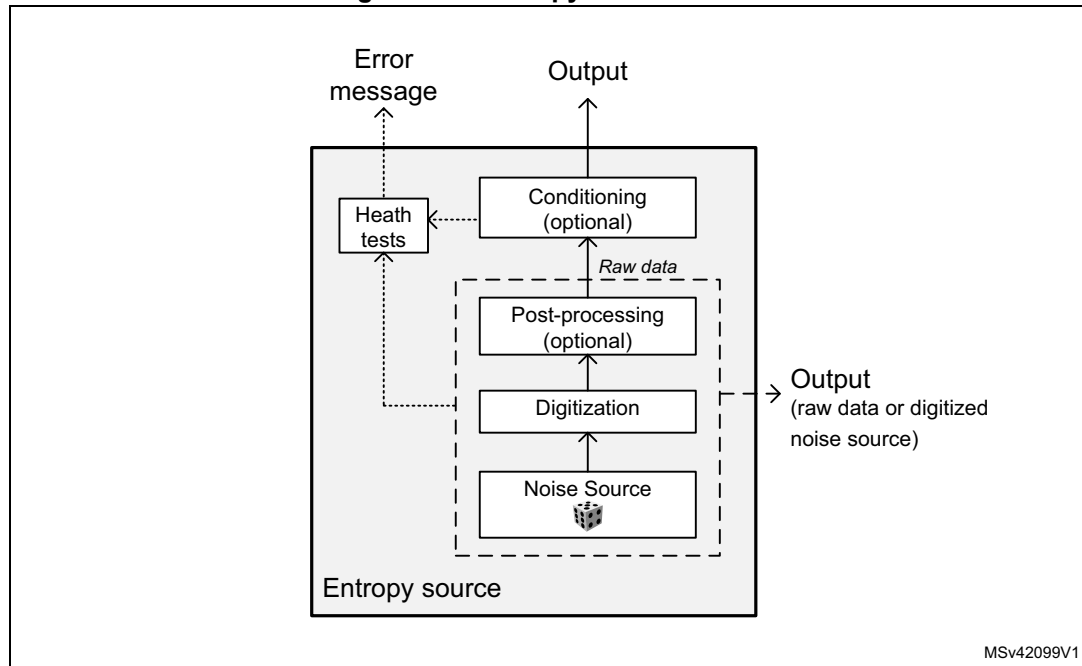 Error
message
Output
Conditioning
(optional)
Heath
tests
Raw data
Post-processing
(optional)
Digitization
Output
(raw data or digitized
noise source)
Noise Source
Entropy source
MSv42099V1